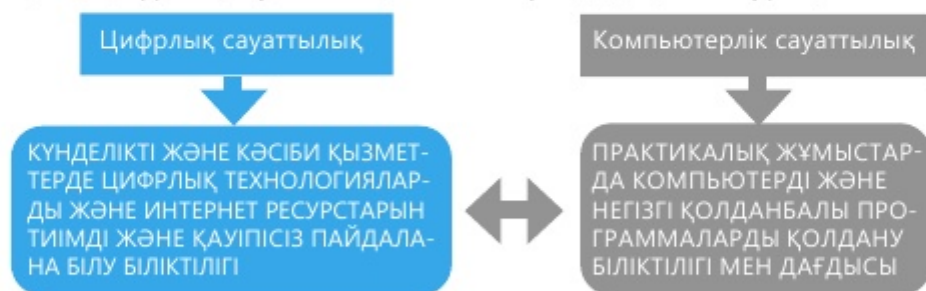 Цифрлық сауаттылық
КҮНДЕЛІКТІ ЖӘНЕ КӘСІБИ ҚЫЗМЕТ-
ТЕРДЕ ЦИФРЛЫҚ ТЕХНОЛОГИЯЛАР-
ДЫ ЖӘНЕ ИНТЕРНЕТ РЕСУРСТАРЫН
ТИІМДІ ЖӘНЕ ҚАУІПІСІЗ ПАЙДАЛА-
НА БІЛУ БІЛІКТІЛІГІ
Компьютерлік сауаттылық
ПРАКТИКАЛЫҚ ЖҰМЫСТАР-
ДА КОМПЬЮТЕРДІ ЖӘНЕ
НЕГІЗГІ ҚОЛДАНБАЛЫ ПРО-
ГРАММАЛАРДЫ ҚОЛДАНУ
БІЛІКТІЛІГІ МЕН ДАҒДЫСЫ